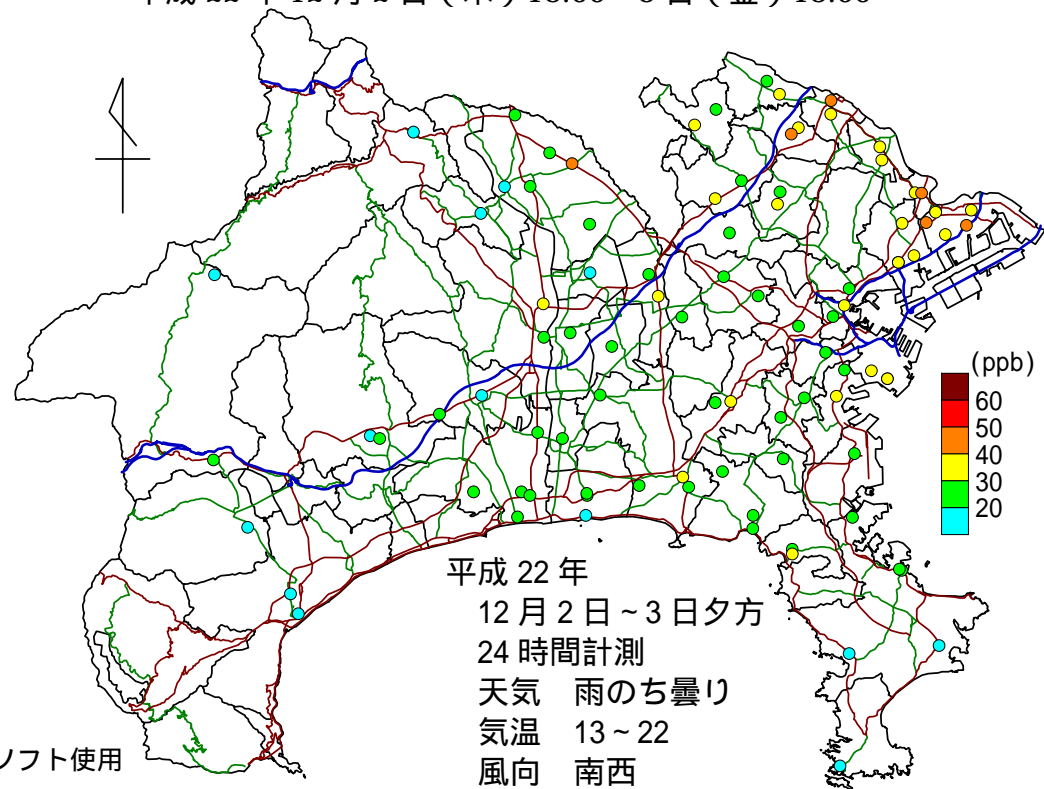 (ppb)
60
50
40
30
20
平成 22 年
12 月 2 日 ~ 3 日夕方
24 時間計測
天気 雨のち曇り
気温 13 ~ 22
風向 南西
ソフト使用